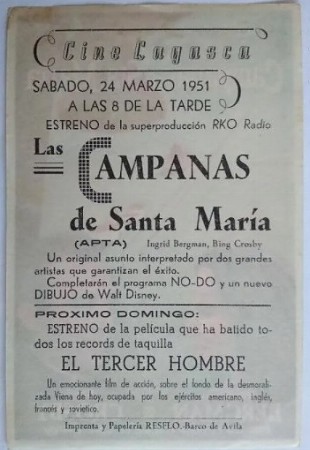 Cine Lagasca
SABADO, 24 MARZO 1951
A LAS 8 DE LA TARDE
ESTRENO de la superproducción RKO Radio
Las
CAMPANAS
de Santa María
(APTA) Ingrid Bergman, Bing Crosby
Un original asunto interpretado por dos grandes
artistas que garantizan el éxito.
Completarán el programa NO-DO y un nuevo
DIBUJO de Walt Disney.
PROXIMO DOMINGO:
ESTRENO de la película que ha batido to-
dos los records de taquilla
EL TERCER HOMBRE
Un emocionante film de acción, sobre el fondo de la desmorali-
zada Viena de hoy, ocupada por los ejércitos americano, inglés,
francés y soviético.
Imprenta y Papelería RESFLO.-Barco de Avila